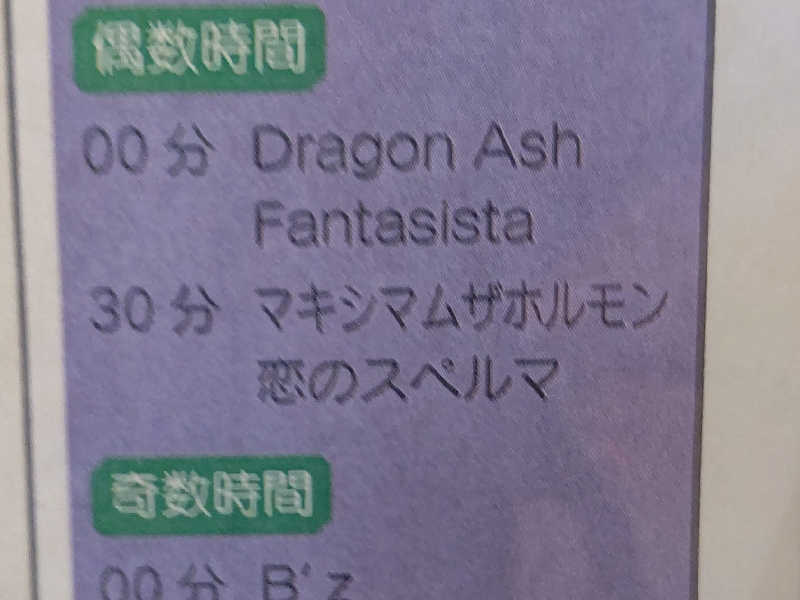 偶数時間
00分 Dragon Ash
Fantasista
30分 マキシマムザホルモン
恋のスペルマ
奇数時間
00分 B'z